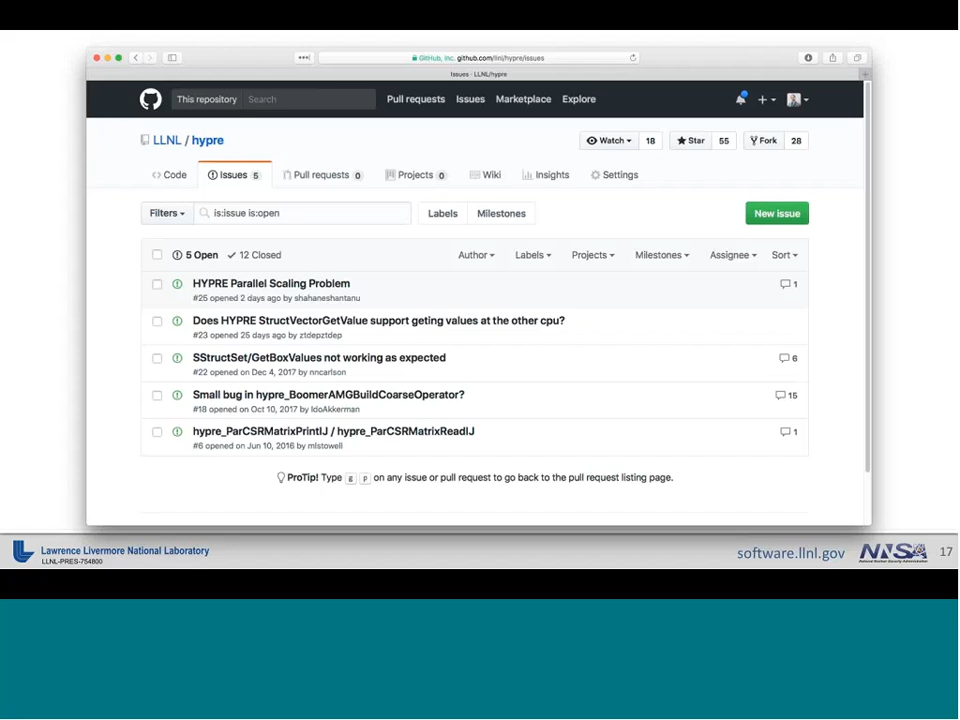 GitHub, Inc. github.com/llnl/hypre/issues
Issues · LLNL/hypre
This repository Search Pull requests Issues Marketplace Explore
LLNL / hypre Watch 18 Star 55 Fork 28
Code Issues 5 Pull requests 0 Projects 0 Wiki Insights Settings
Filters is:issue is:open Labels Milestones New issue
5 Open 12 Closed Author Labels Projects Milestones Assignee Sort
HYPRE Parallel Scaling Problem 1
#25 opened 2 days ago by shahaneshantanu
Does HYPRE StructVectorGetValue support geting values at the other cpu?
#23 opened 25 days ago by ztdepztdep
SStructSet/GetBoxValues not working as expected 6
#22 opened on Dec 4, 2017 by nncarlson
Small bug in hypre_BoomerAMGBuildCoarseOperator? 15
#18 opened on Oct 10, 2017 by IdoAkkerman
hypre_ParCSRMatrixPrintIJ / hypre_ParCSRMatrixReadIJ 1
#6 opened on Jun 10, 2016 by mlstowell
ProTip! Type g p on any issue or pull request to go back to the pull request listing page.
Lawrence Livermore National Laboratory
LLNL-PRES-754800
software.llnl.gov NNSA 17
National Nuclear Security Administration